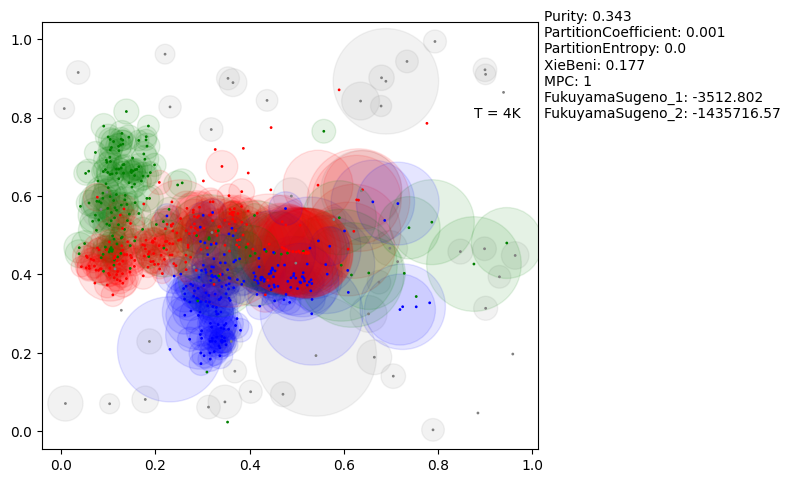 Purity: 0.343
PartitionCoefficient: 0.001
PartitionEntropy: 0.0
XieBeni: 0.177
MPC: 1
FukuyamaSugeno_1: -3512.802
FukuyamaSugeno_2: -1435716.57
T = 4K
1.0
0.8
0.6
0.4
0.2
0.0
0.0 0.2 0.4 0.6 0.8 1.0